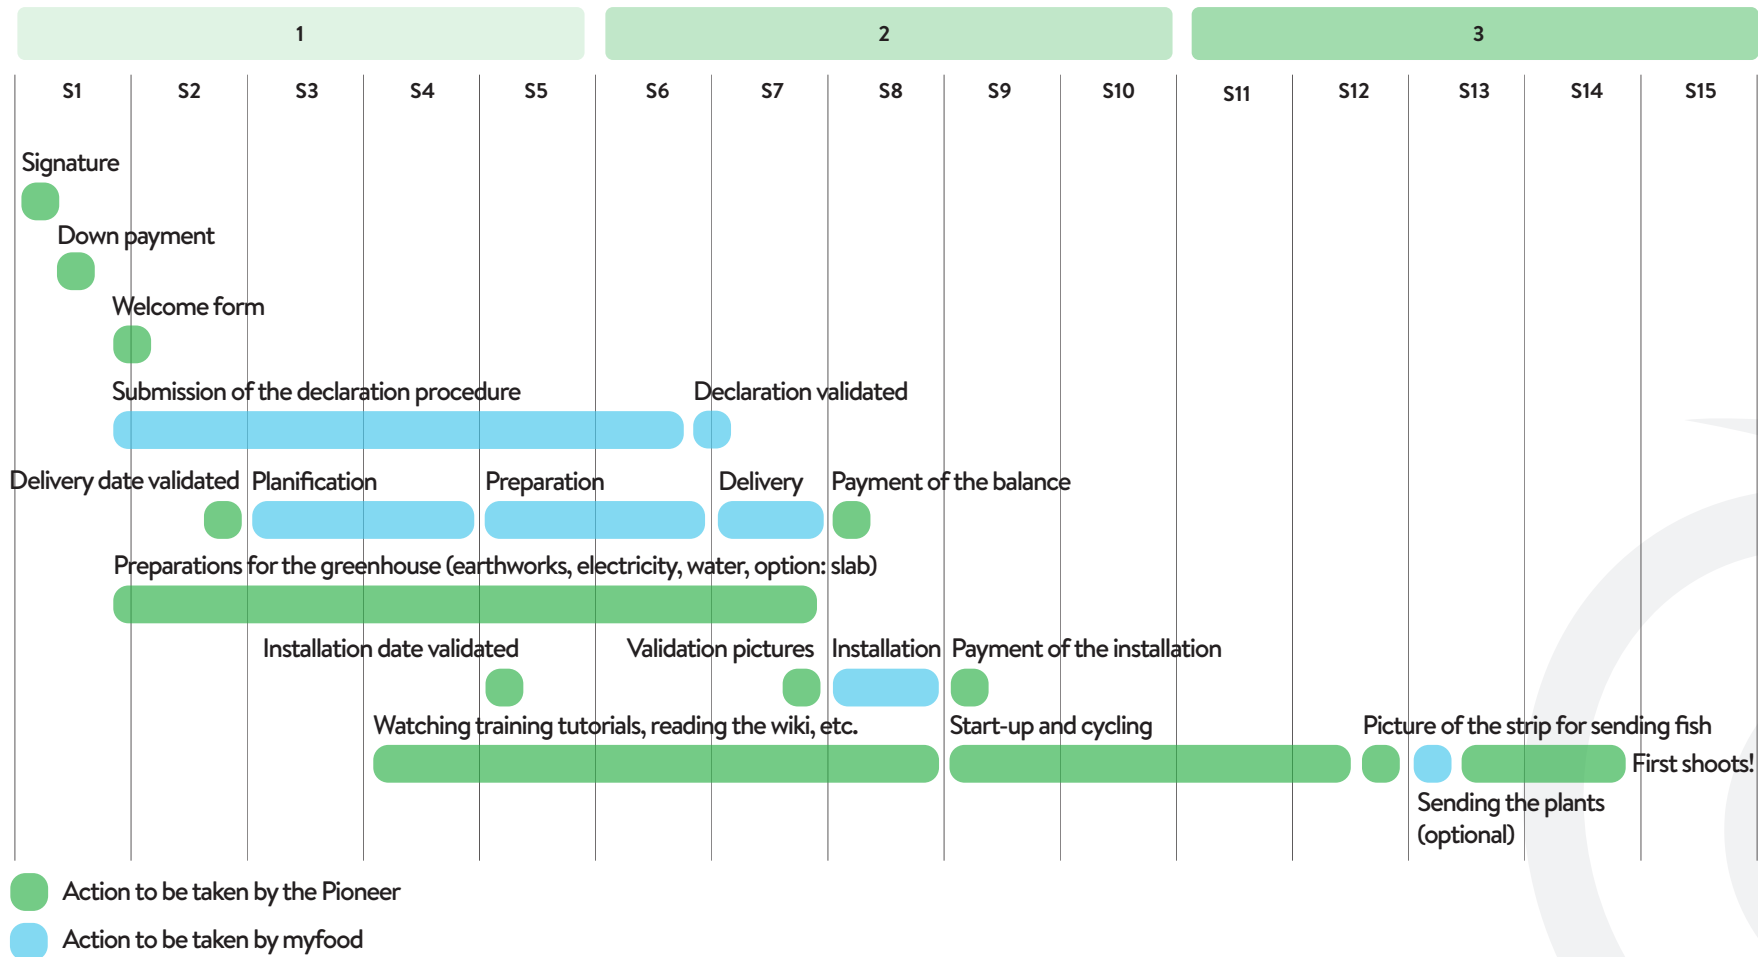 1 2 3
S1 S2 S3 S4 S5 S6 S7 S8 S9 S10 S11 S12 S13 S14 S15
Signature
Down payment
Welcome form
Submission of the declaration procedure Declaration validated
Delivery date validated Planification Preparation Delivery Payment of the balance
Preparations for the greenhouse (earthworks, electricity, water, option: slab)
Installation date validated Validation pictures Installation Payment of the installation
Watching training tutorials, reading the wiki, etc. Start-up and cycling Picture of the strip for sending fish
First shoots!
Sending the plants
(optional)
Action to be taken by the Pioneer
Action to be taken by myfood